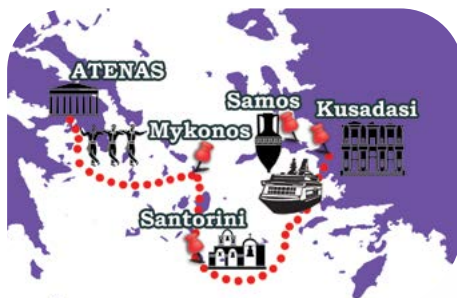 ATENAS
Samos
Kusadasi
Mykonos
Santorini